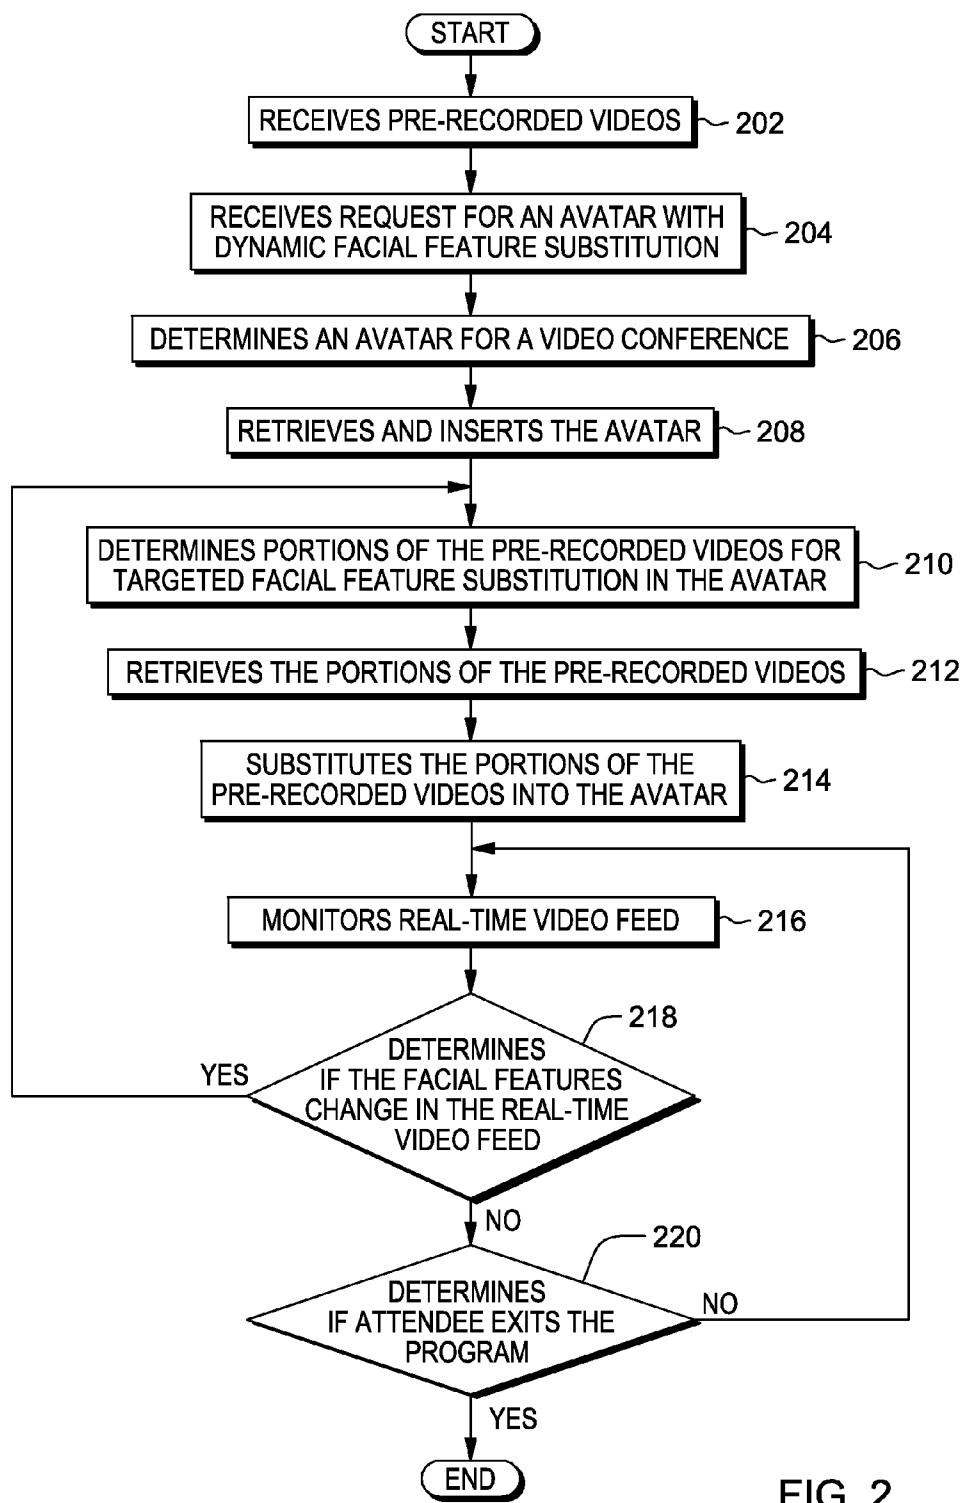 START
RECEIVES PRE-RECORDED VIDEOS
202
RECEIVES REQUEST FOR AN AVATAR WITH
DYNAMIC FACIAL FEATURE SUBSTITUTION
204
DETERMINES AN AVATAR FOR A VIDEO CONFERENCE
206
RETRIEVES AND INSERTS THE AVATAR
208
DETERMINES PORTIONS OF THE PRE-RECORDED VIDEOS FOR
TARGETED FACIAL FEATURE SUBSTITUTION IN THE AVATAR
210
RETRIEVES THE PORTIONS OF THE PRE-RECORDED VIDEOS
212
SUBSTITUTES THE PORTIONS OF THE
PRE-RECORDED VIDEOS INTO THE AVATAR
214
MONITORS REAL-TIME VIDEO FEED
216
218
DETERMINES
IF THE FACIAL FEATURES
CHANGE IN THE REAL-TIME
VIDEO FEED
YES
NO
220
DETERMINES
IF ATTENDEE EXITS THE
PROGRAM
NO
YES
END
FIG. 2